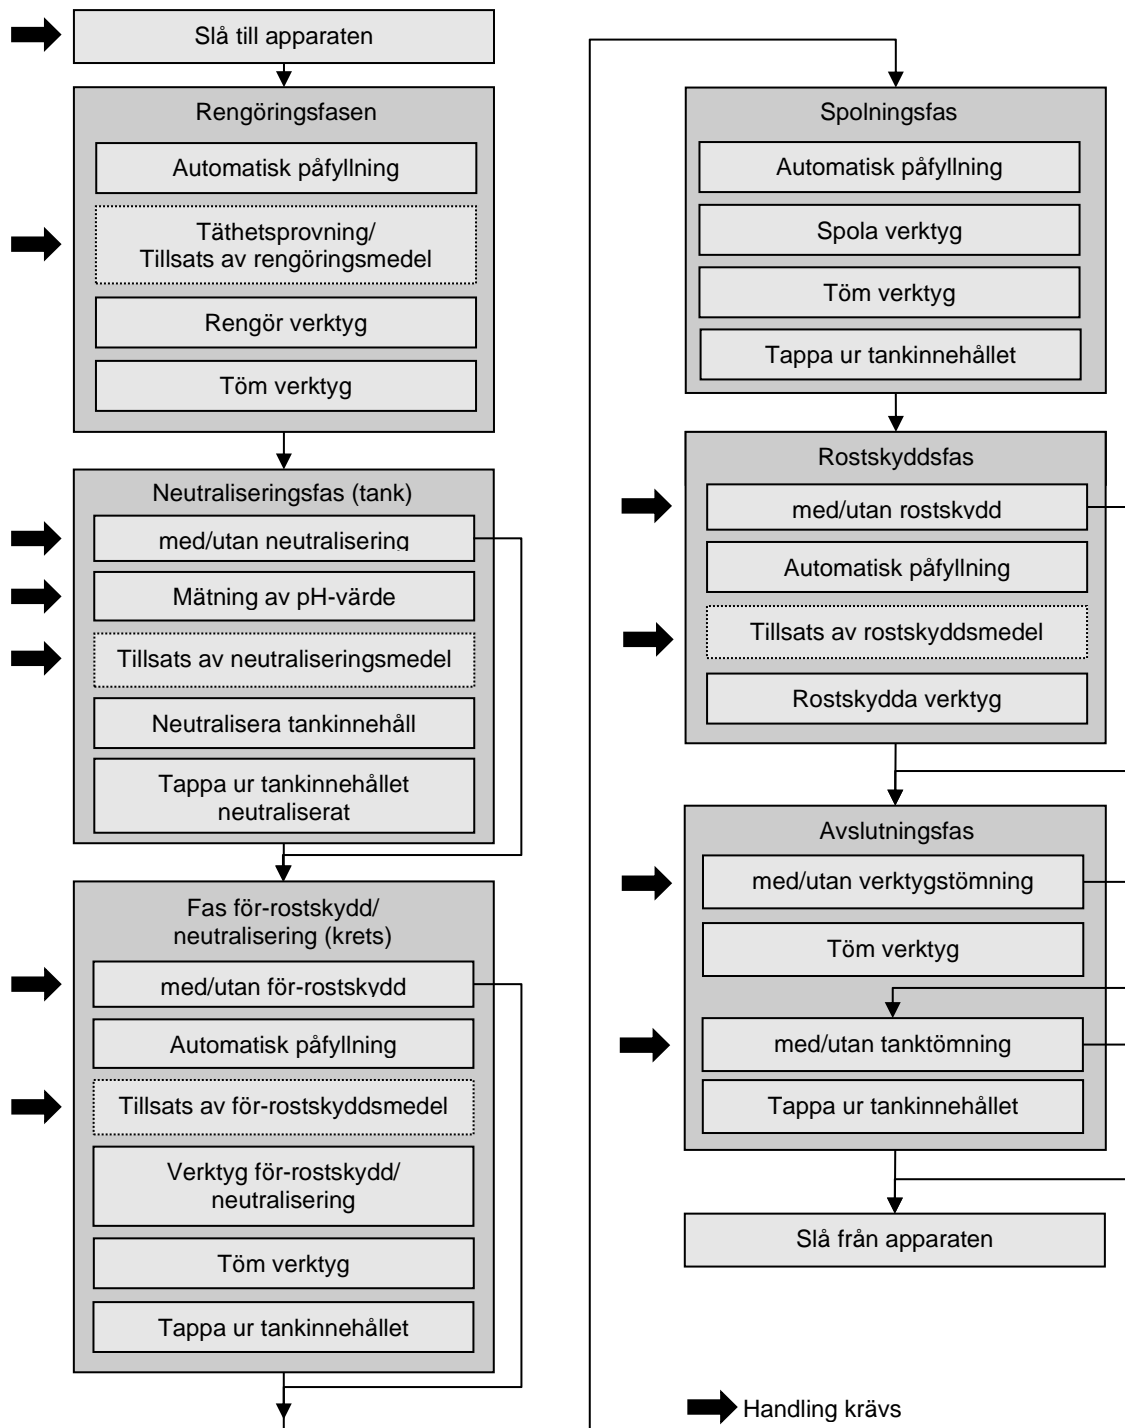 Slå till apparaten
Rengöringsfasen
Automatisk påfyllning
Täthetsprovning/
Tillsats av rengöringsmedel
Rengör verktyg
Töm verktyg
Neutraliseringsfas (tank)
med/utan neutralisering
Mätning av pH-värde
Tillsats av neutraliseringsmedel
Neutralisera tankinnehåll
Tappa ur tankinnehållet
neutraliserat
Fas för-rostskydd/
neutralisering (krets)
med/utan för-rostskydd
Automatisk påfyllning
Tillsats av för-rostskyddsmedel
Verktyg för-rostskydd/
neutralisering
Töm verktyg
Tappa ur tankinnehållet
Spolningsfas
Automatisk påfyllning
Spola verktyg
Töm verktyg
Tappa ur tankinnehållet
Rostskyddsfas
med/utan rostskydd
Automatisk påfyllning
Tillsats av rostskyddsmedel
Rostskydda verktyg
Avslutningsfas
med/utan verktygstömning
Töm verktyg
med/utan tanktömning
Tappa ur tankinnehållet
Slå från apparaten
Handling krävs